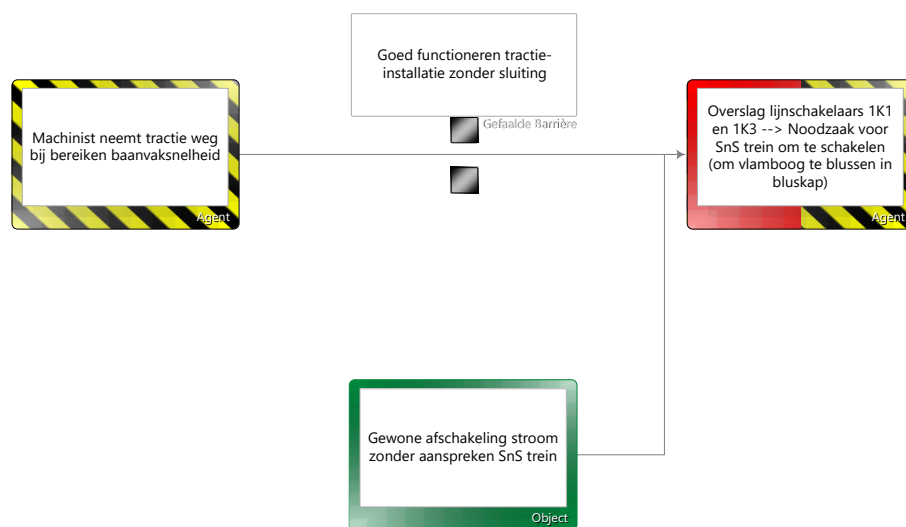 Goed functioneren tractie-
installatie zonder sluiting
Gefaalde Barrière
Machinist neemt tractie weg
bij bereiken baanvaksnelheid
Agent
Overslag lijnschakelaars 1K1
en 1K3 --> Noodzaak voor
SnS trein om te schakelen
(om vlamboog te blussen in
bluskap)
Agent
Gewone afschakeling stroom
zonder aanspreken SnS trein
Object